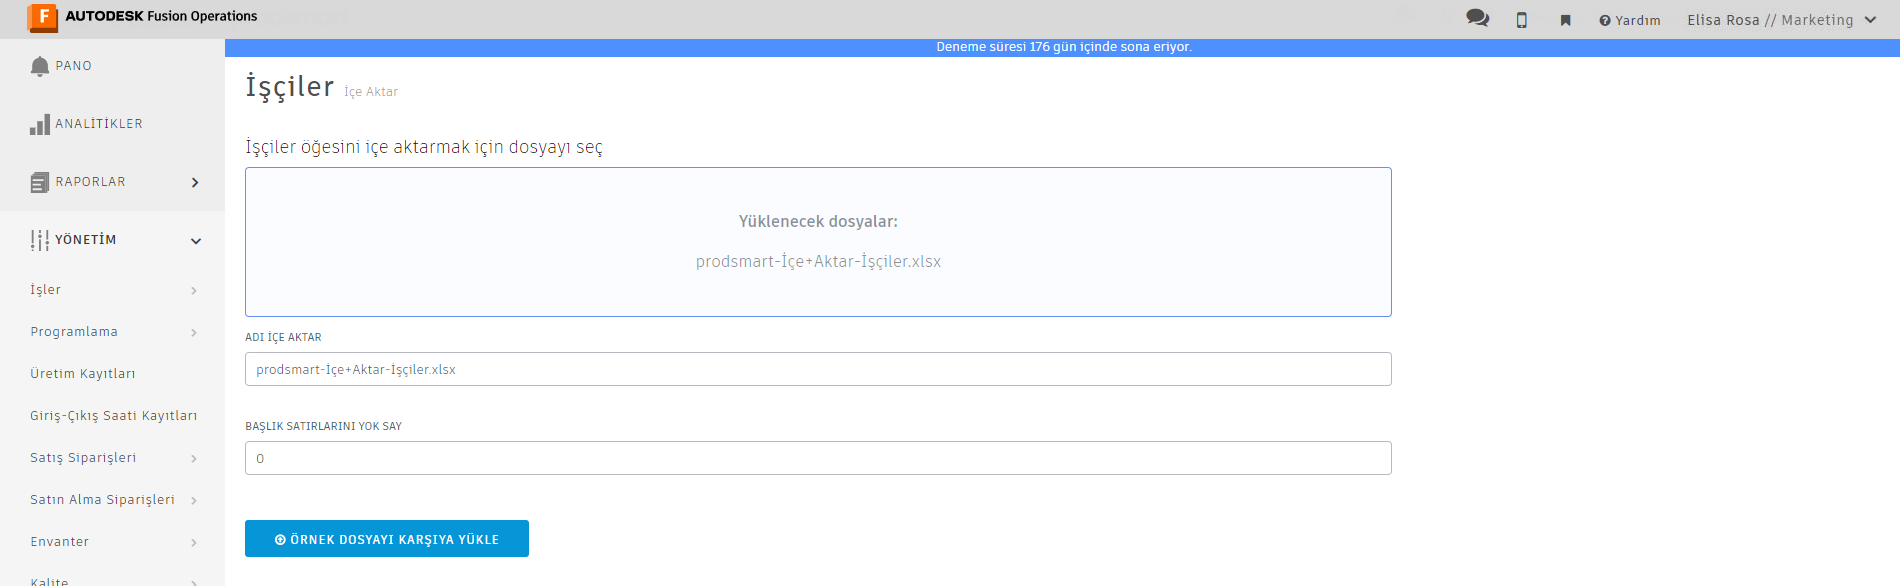 AUTODESK Fusion Operations
Yardım
Elisa Rosa // Marketing
Deneme süresi 176 gün içinde sona eriyor.
PANO
ANALİTİKLER
RAPORLAR
YÖNETİM
İşler
Programlama
Üretim Kayıtları
Giriş-Çıkış Saati Kayıtları
Satış Siparişleri
Satın Alma Siparişleri
Envanter
Kalite
İşçiler İçe Aktar
İşçiler öğesini içe aktarmak için dosyayı seç
Yüklenecek dosyalar:
prodsmart-İçe+Aktar-İşçiler.xlsx
ADI İÇE AKTAR
prodsmart-İçe+Aktar-İşçiler.xlsx
BAŞLIK SATIRLARINI YOK SAY
0
ÖRNEK DOSYAYI KARŞIYA YÜKLE